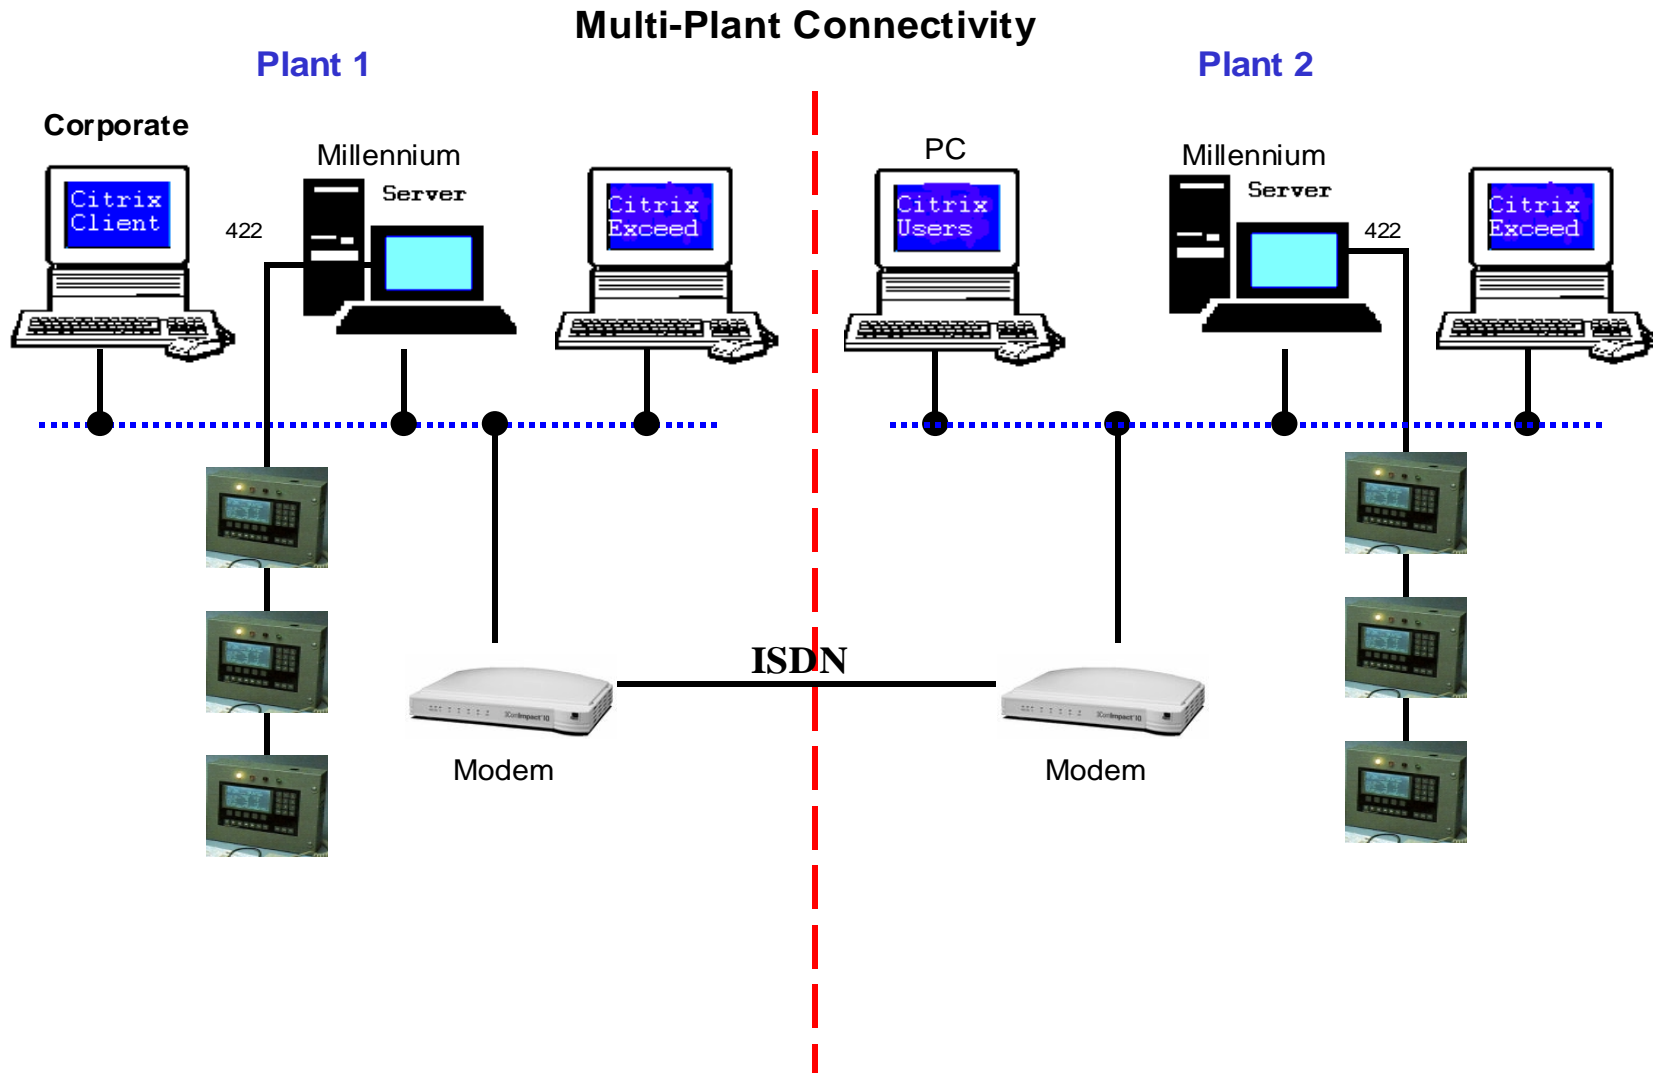 Multi-Plant Connectivity
Plant 1
Plant 2
Corporate
Millennium
Server
Citrix
Client
422
Citrix
Exceed
PC
Citrix
Users
Millennium
Server
422
Citrix
Exceed
ISDN
Modem
Modem